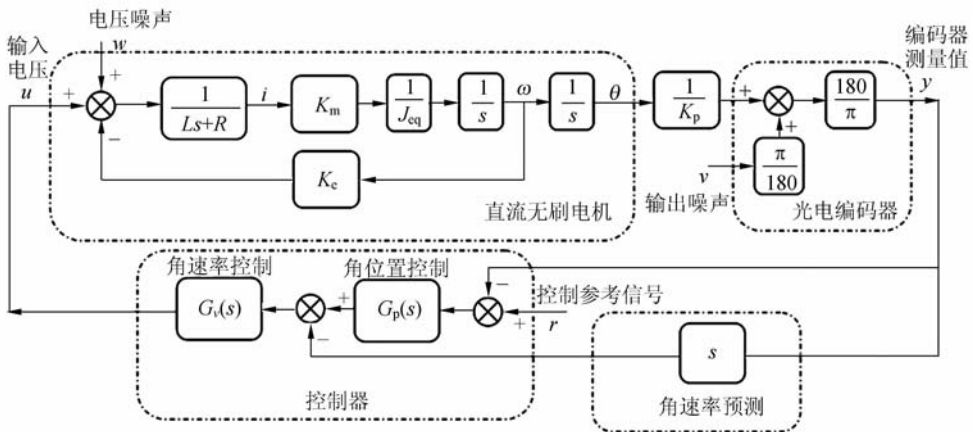 电压噪声
w
输入
电压
u
+
+
−
1
Ls+R
i
K_m
1
J_eq
1
s
ω
1
s
θ
K_e
直流无刷电机
1
K_p
+
+
180
π
π
180
v
输出噪声
光电编码器
编码器
测量值
y
角速率控制
G_v(s)
角位置控制
+
−
G_p(s)
−
+
控制参考信号
r
控制器
s
角速率预测